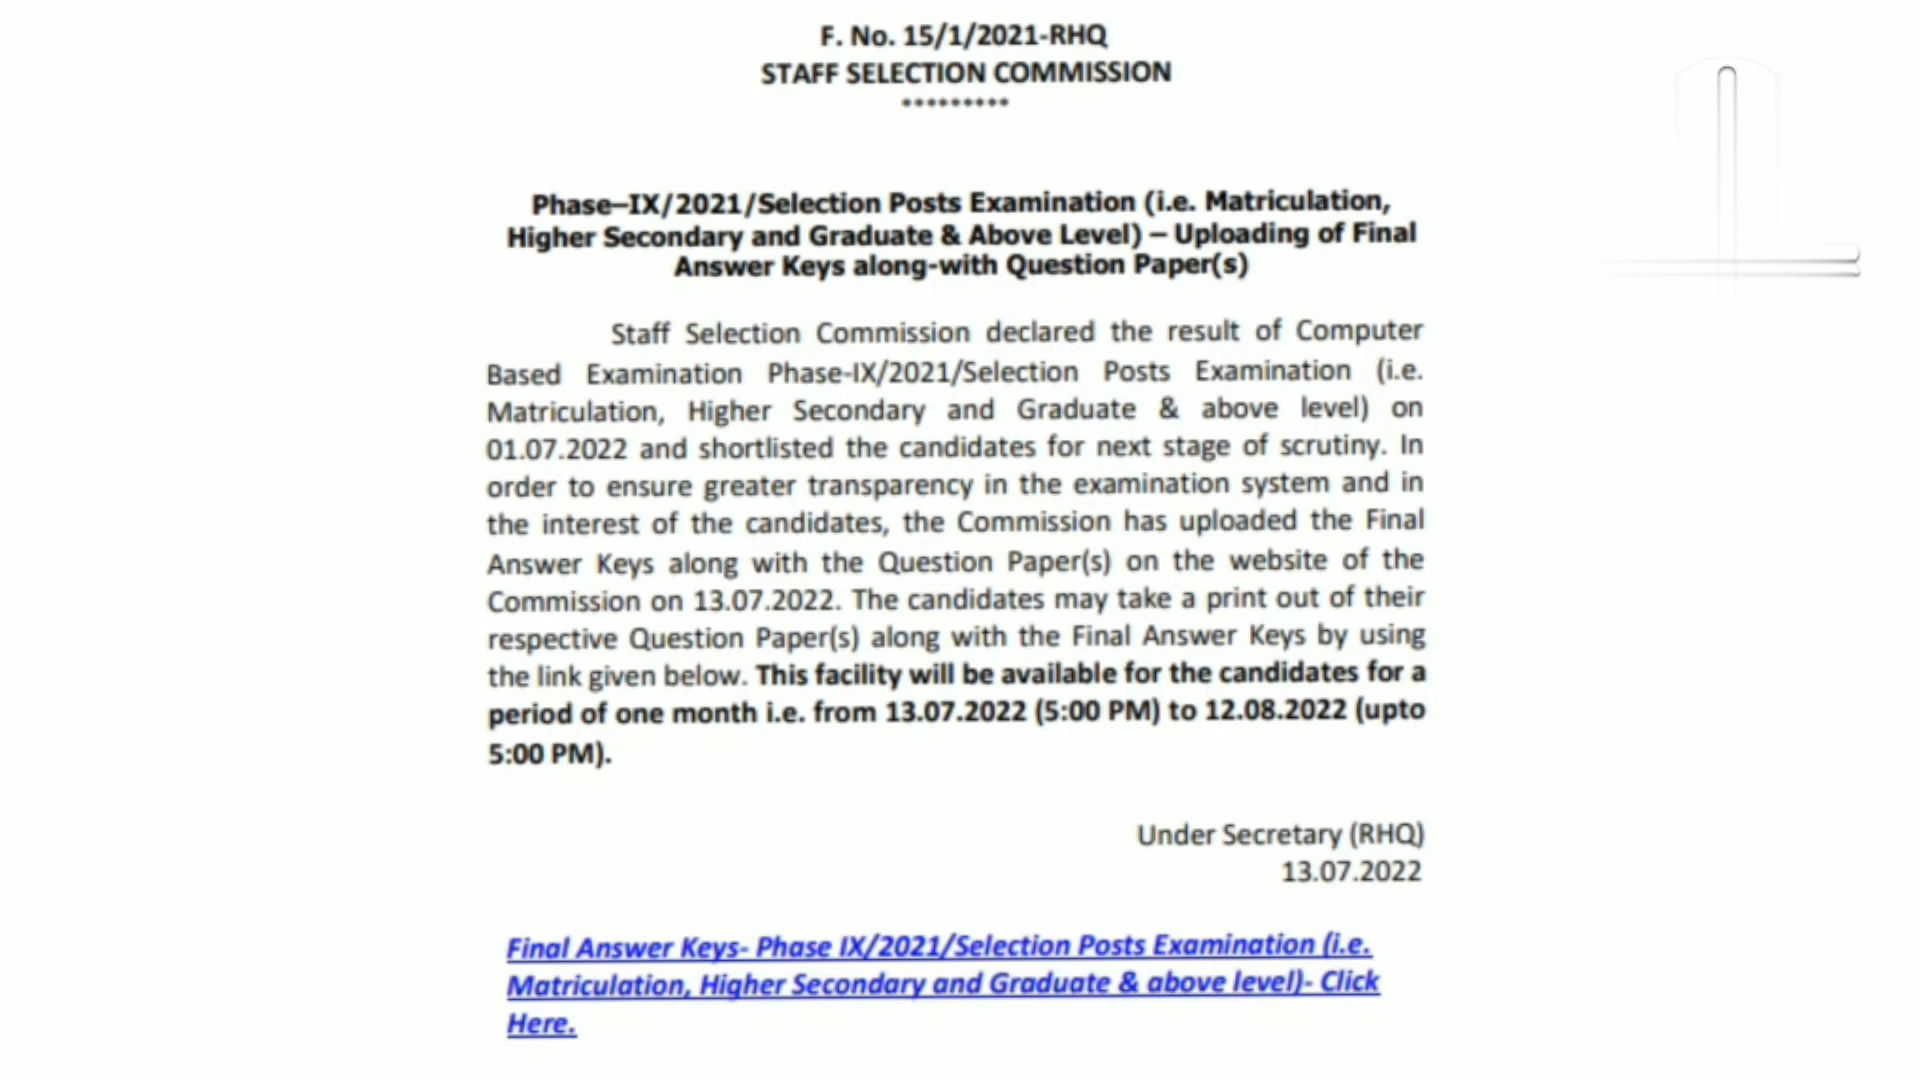 F. No. 15/1/2021-RHQ
STAFF SELECTION COMMISSION
*********
Phase–IX/2021/Selection Posts Examination (i.e. Matriculation,
Higher Secondary and Graduate & Above Level) – Uploading of Final
Answer Keys along-with Question Paper(s)
Staff Selection Commission declared the result of Computer
Based Examination Phase-IX/2021/Selection Posts Examination (i.e.
Matriculation, Higher Secondary and Graduate & above level) on
01.07.2022 and shortlisted the candidates for next stage of scrutiny. In
order to ensure greater transparency in the examination system and in
the interest of the candidates, the Commission has uploaded the Final
Answer Keys along with the Question Paper(s) on the website of the
Commission on 13.07.2022. The candidates may take a print out of their
respective Question Paper(s) along with the Final Answer Keys by using
the link given below. This facility will be available for the candidates for a
period of one month i.e. from 13.07.2022 (5:00 PM) to 12.08.2022 (upto
5:00 PM).
Under Secretary (RHQ)
13.07.2022
Final Answer Keys- Phase IX/2021/Selection Posts Examination (i.e.
Matriculation, Higher Secondary and Graduate & above level)- Click
Here.